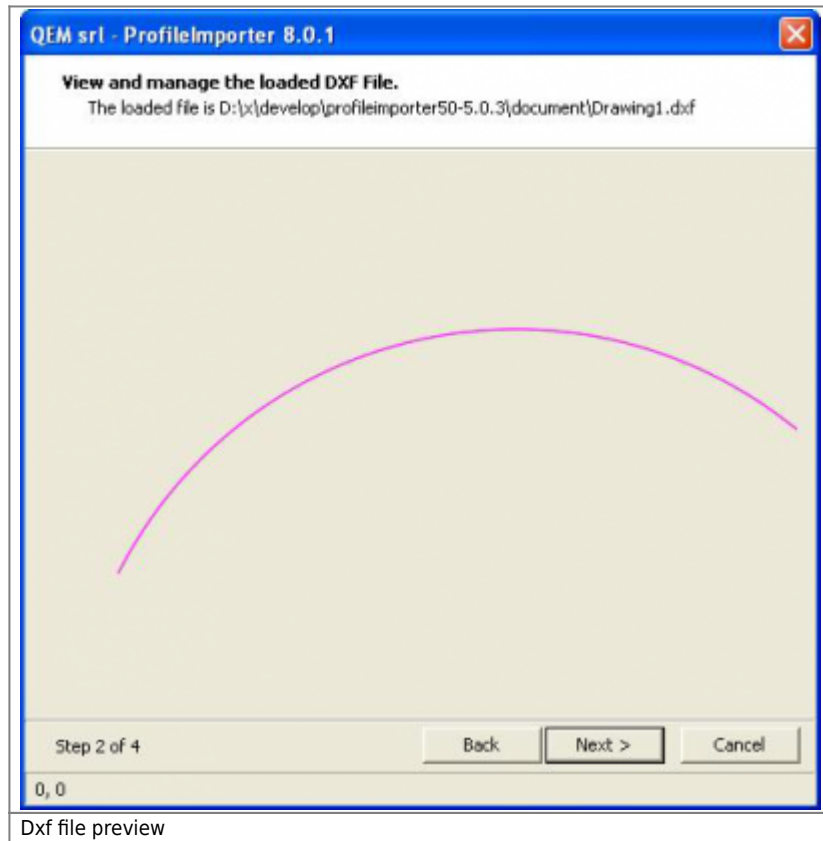 QEM srl - ProfileImporter 8.0.1
View and manage the loaded DXF File.
The loaded file is D:\x\develop\profileimporter50-5.0.3\document\Drawing1.dxf
Step 2 of 4
Back
Next >
Cancel
0, 0
Dxf file preview